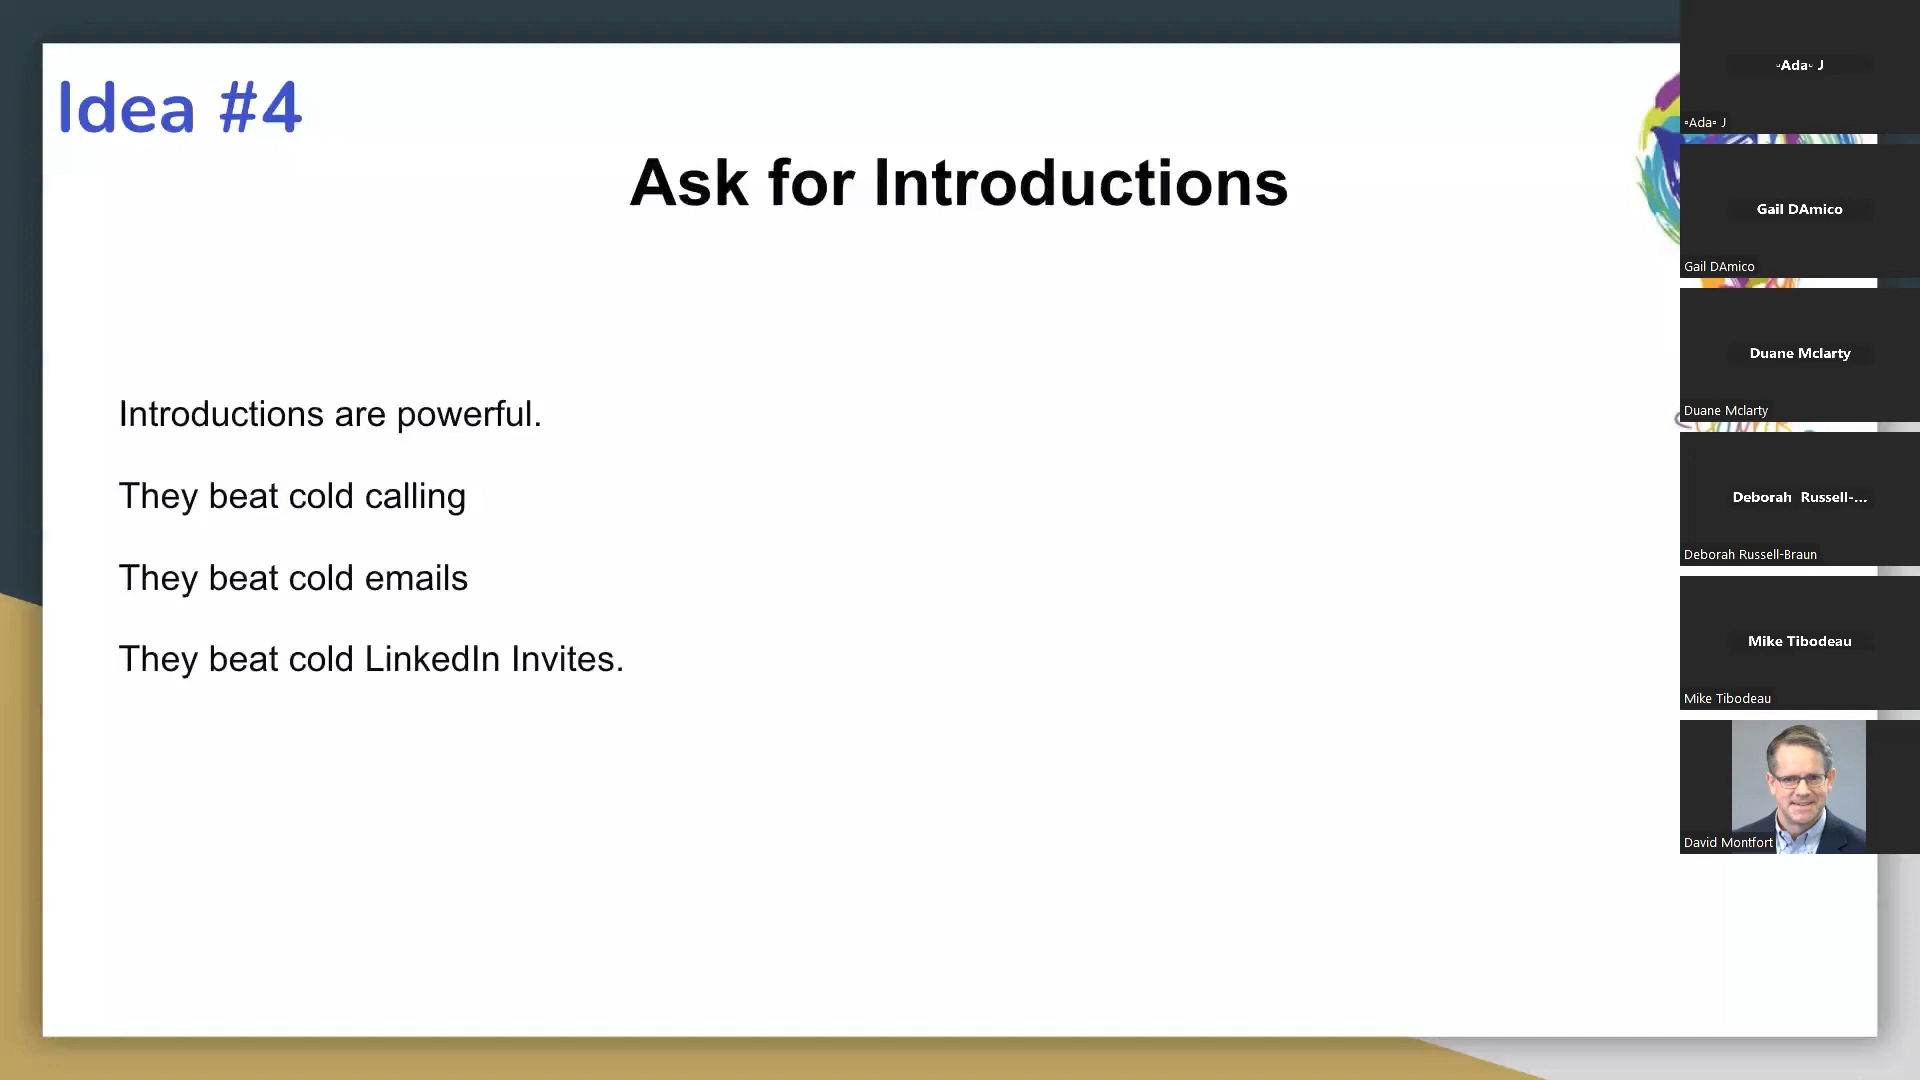 Idea #4
Ask for Introductions
Introductions are powerful.
They beat cold calling
They beat cold emails
They beat cold LinkedIn Invites.
▫Ada▫ J
▫Ada▫ J
Gail DAmico
Gail DAmico
Duane Mclarty
Duane Mclarty
Deborah Russell-...
Deborah Russell-Braun
Mike Tibodeau
Mike Tibodeau
David Montfort